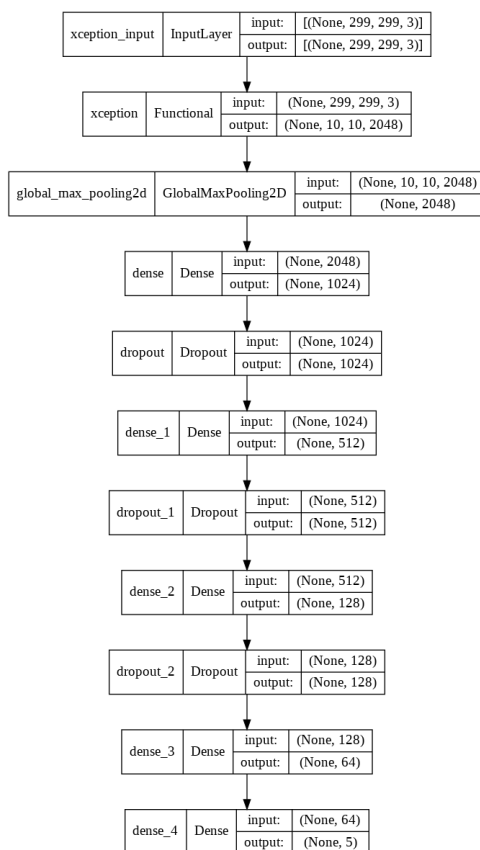 xception_input InputLayer input: [(None, 299, 299, 3)]
output: [(None, 299, 299, 3)]
xception Functional input: (None, 299, 299, 3)
output: (None, 10, 10, 2048)
global_max_pooling2d GlobalMaxPooling2D input: (None, 10, 10, 2048)
output: (None, 2048)
dense Dense input: (None, 2048)
output: (None, 1024)
dropout Dropout input: (None, 1024)
output: (None, 1024)
dense_1 Dense input: (None, 1024)
output: (None, 512)
dropout_1 Dropout input: (None, 512)
output: (None, 512)
dense_2 Dense input: (None, 512)
output: (None, 128)
dropout_2 Dropout input: (None, 128)
output: (None, 128)
dense_3 Dense input: (None, 128)
output: (None, 64)
dense_4 Dense input: (None, 64)
output: (None, 5)